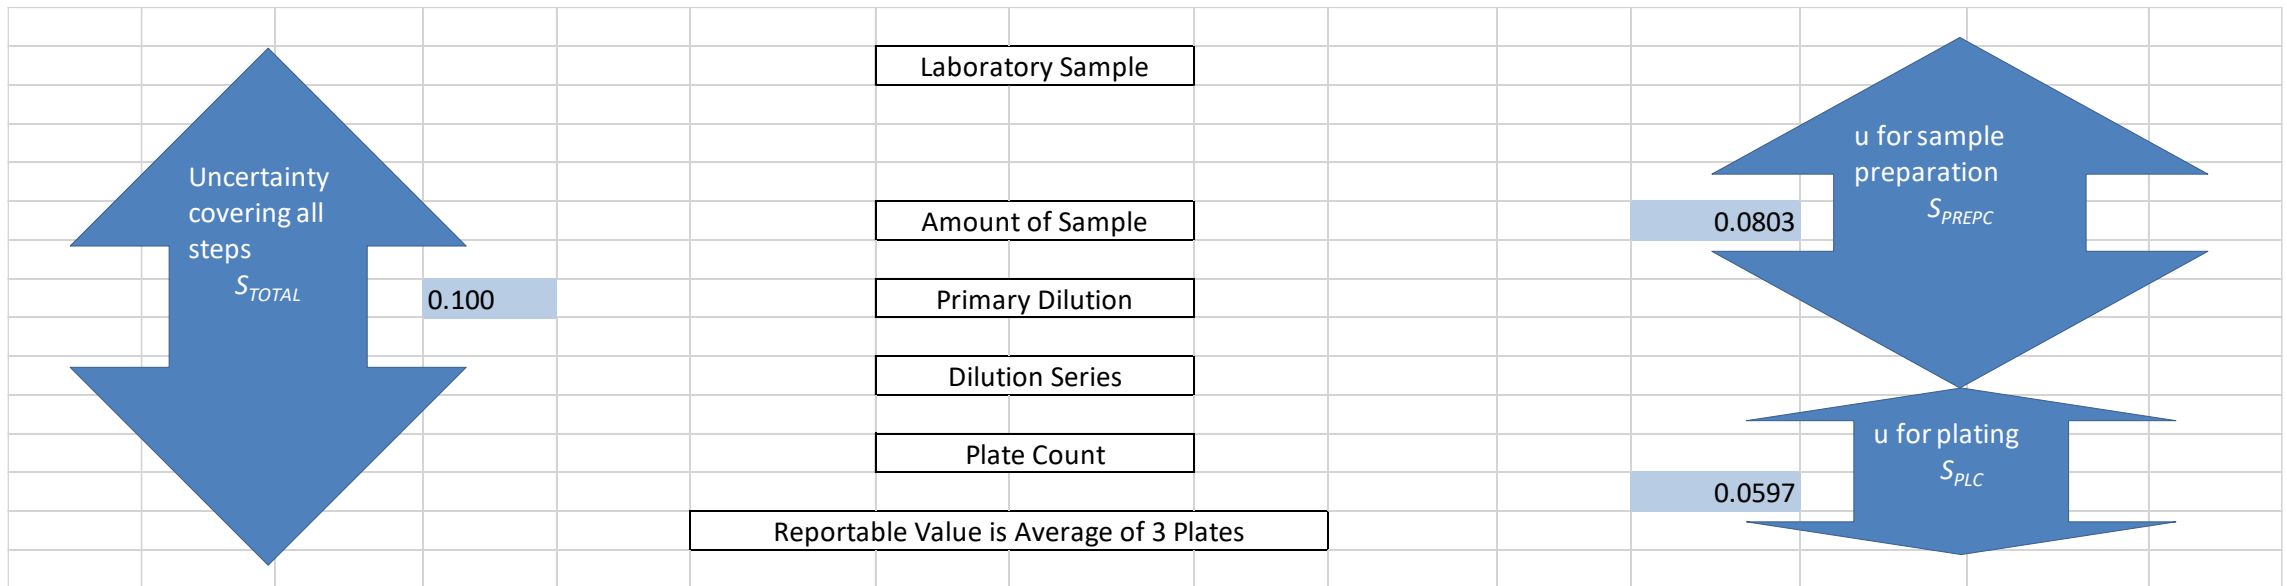 Laboratory Sample
Uncertainty
covering all
steps
S_TOTAL
0.100
Amount of Sample
Primary Dilution
Dilution Series
Plate Count
Reportable Value is Average of 3 Plates
u for sample
preparation
S_PREPC
0.0803
u for plating
S_PLC
0.0597